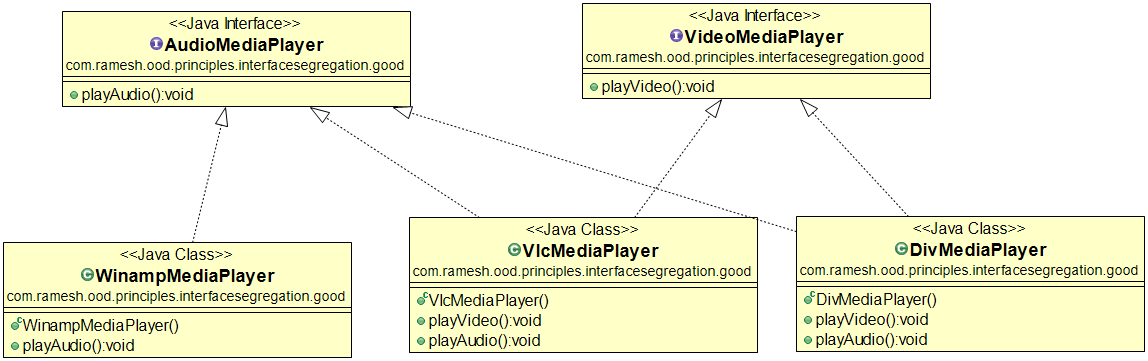 <<Java Interface>>
AudioMediaPlayer
com.ramesh.ood.principles.interfacesegregation.good
playAudio():void
<<Java Interface>>
VideoMediaPlayer
com.ramesh.ood.principles.interfacesegregation.good
playVideo():void
<<Java Class>>
WinampMediaPlayer
com.ramesh.ood.principles.interfacesegregation.good
WinampMediaPlayer()
playAudio():void
<<Java Class>>
VlcMediaPlayer
com.ramesh.ood.principles.interfacesegregation.good
VlcMediaPlayer()
playVideo():void
playAudio():void
<<Java Class>>
DivMediaPlayer
com.ramesh.ood.principles.interfacesegregation.good
DivMediaPlayer()
playVideo():void
playAudio():void